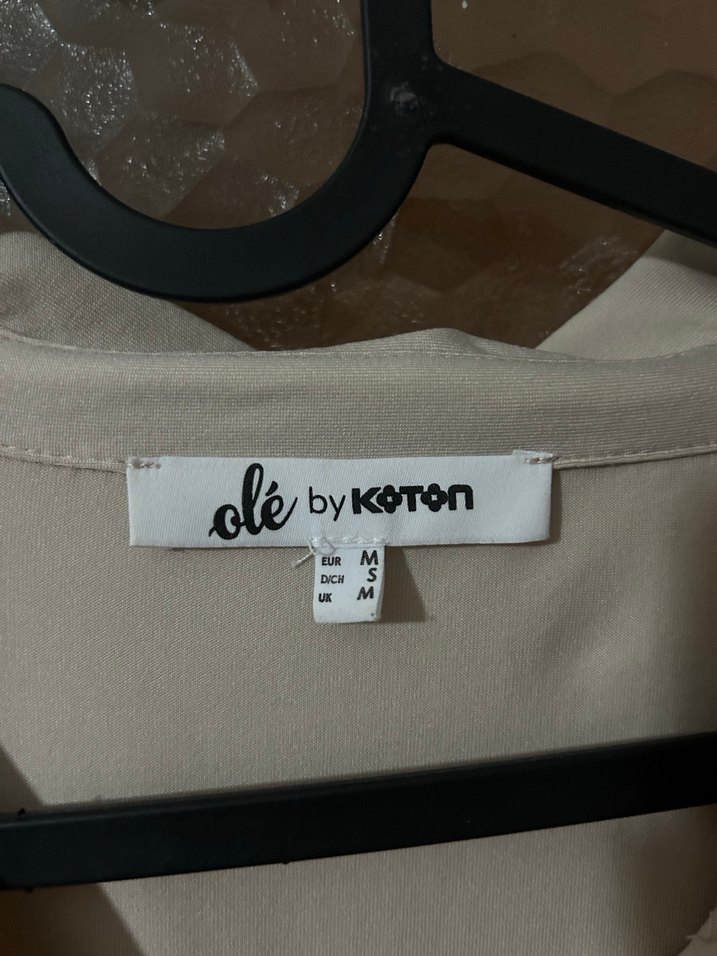 olé by KOTON
EUR M
D/CH S
UK M